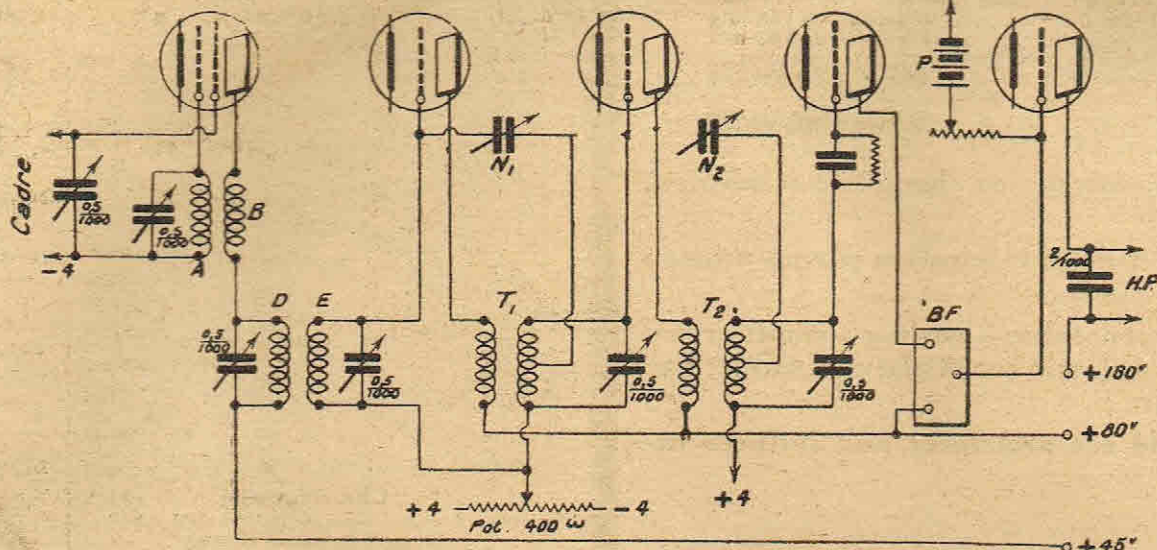 P
Cadre
0,5/1000
0,5/1000
A
B
-4
N₁
N₂
2/1000
H.P.
D
E
0,5/1000
0,5/1000
T₁
0,5/1000
T₂
0,5/1000
BF
+160ᵛ
+80ᵛ
+4
-4
Pot. 400 ω
+4
+45ᵛ